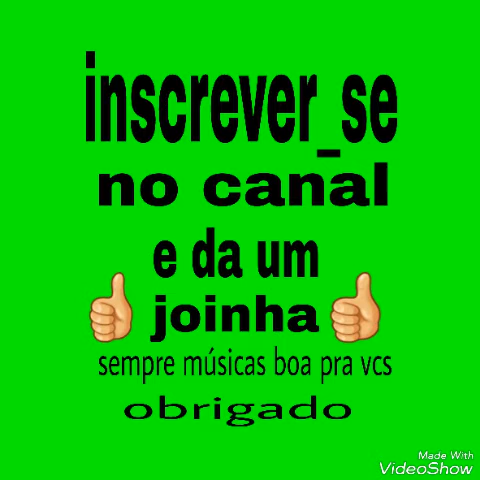 inscrever_se
no canal
e da um
joinha
sempre músicas boa pra vcs
obrigado
Made With
VideoShow